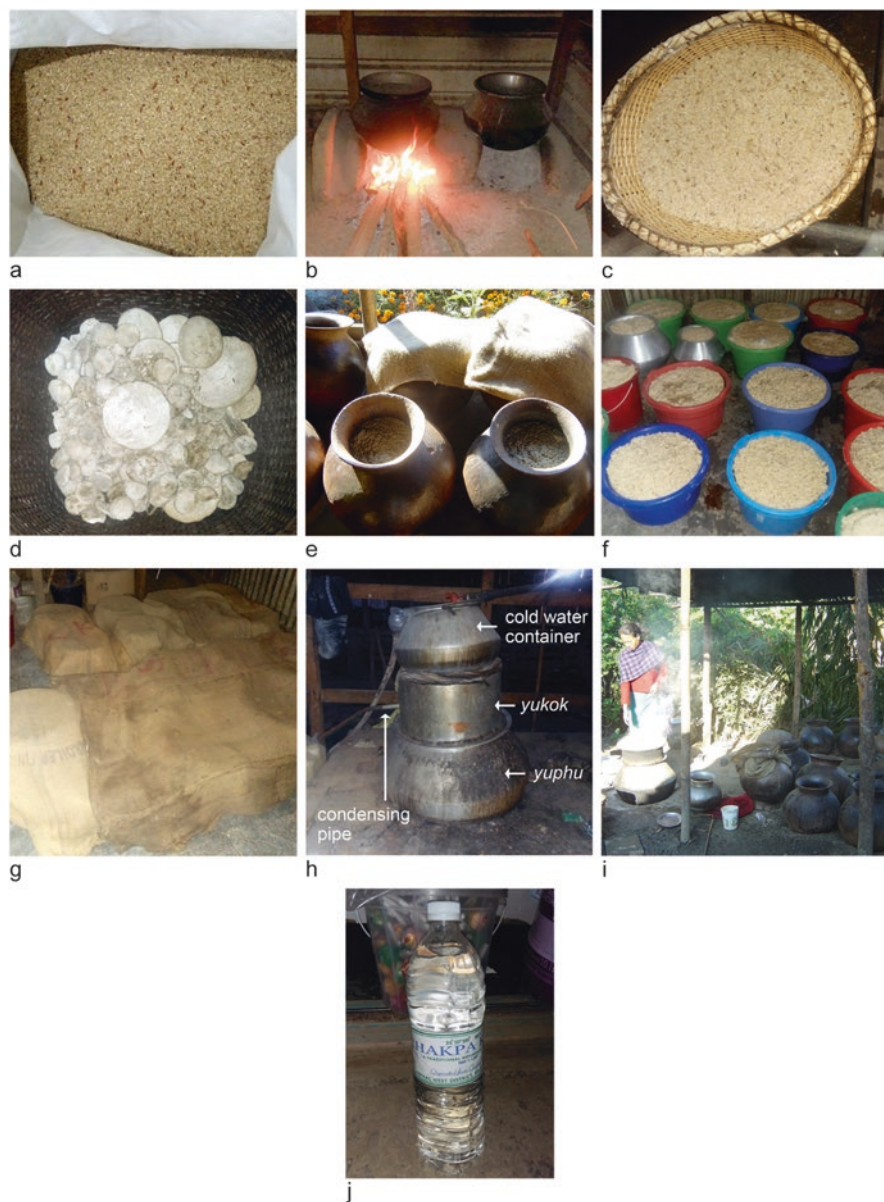 a
b
c
d
e
f
cold water
container
yukok
yuphu
condensing
pipe
g
h
i
HAKPA
j